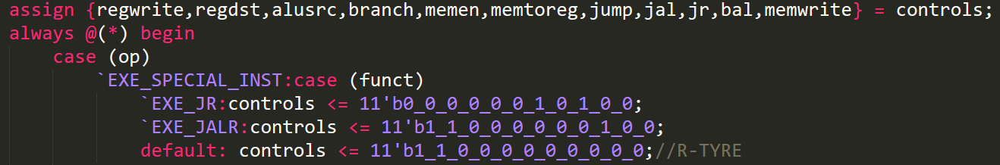 assign {regwrite,regdst,alusrc,branch,memen,memtoreg,jump,jal,jr,bal,memwrite} = controls;
always @(*) begin
case (op)
`EXE_SPECIAL_INST:case (funct)
`EXE_JR:controls <= 11'b0_0_0_0_0_0_1_0_1_0_0;
`EXE_JALR:controls <= 11'b1_1_0_0_0_0_0_0_1_0_0;
default: controls <= 11'b1_1_0_0_0_0_0_0_0_0_0;//R-TYRE